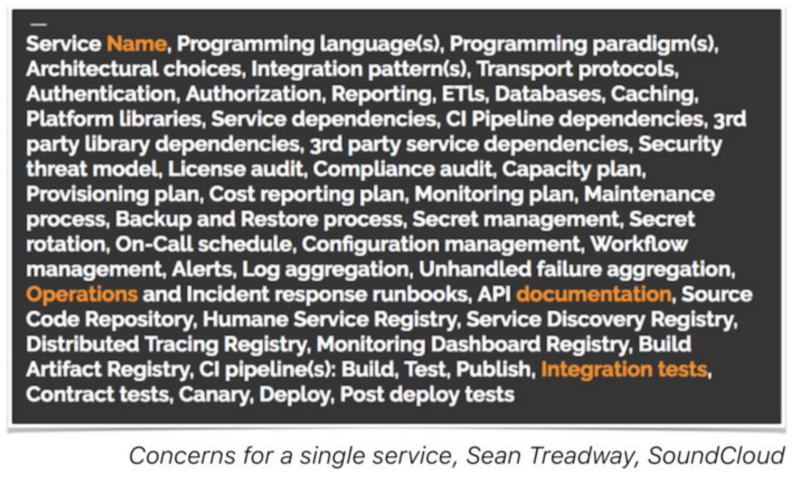 Service Name, Programming language(s), Programming paradigm(s),
Architectural choices, Integration pattern(s), Transport protocols,
Authentication, Authorization, Reporting, ETLs, Databases, Caching,
Platform libraries, Service dependencies, CI Pipeline dependencies, 3rd
party library dependencies, 3rd party service dependencies, Security
threat model, License audit, Compliance audit, Capacity plan,
Provisioning plan, Cost reporting plan, Monitoring plan, Maintenance
process, Backup and Restore process, Secret management, Secret
rotation, On-Call schedule, Configuration management, Workflow
management, Alerts, Log aggregation, Unhandled failure aggregation,
Operations and Incident response runbooks, API documentation, Source
Code Repository, Humane Service Registry, Service Discovery Registry,
Distributed Tracing Registry, Monitoring Dashboard Registry, Build
Artifact Registry, CI pipeline(s): Build, Test, Publish, Integration tests,
Contract tests, Canary, Deploy, Post deploy tests
Concerns for a single service, Sean Treadway, SoundCloud